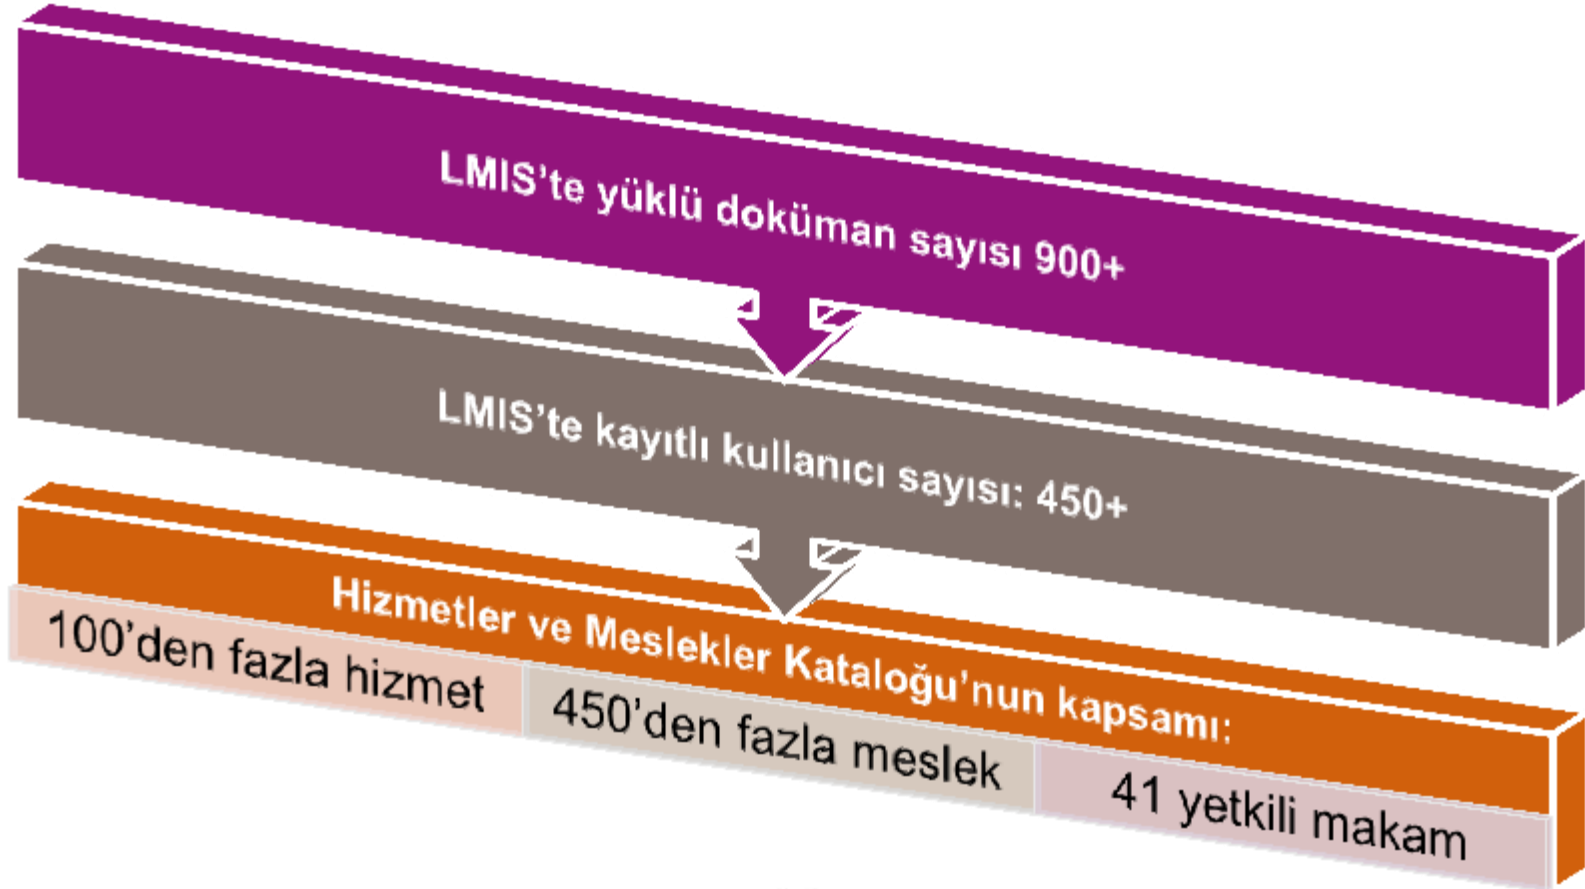 LMIS’te yüklü doküman sayısı 900+
LMIS’te kayıtlı kullanıcı sayısı: 450+
Hizmetler ve Meslekler Kataloğu’nun kapsamı:
100’den fazla hizmet
450’den fazla meslek
41 yetkili makam